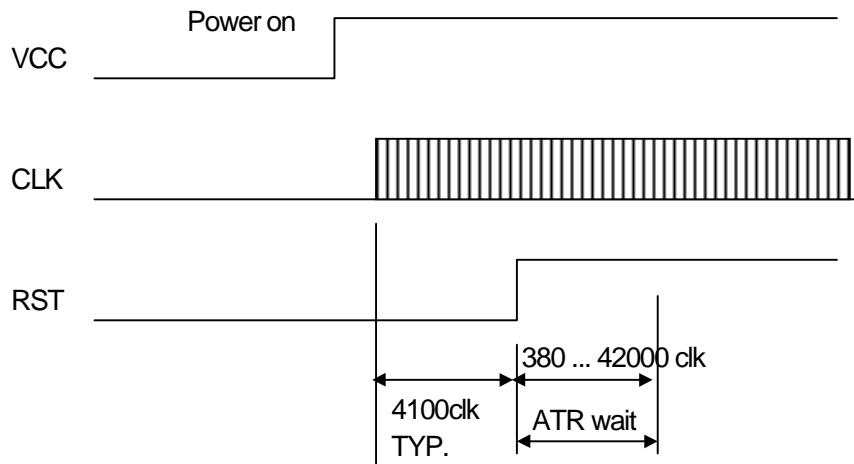 Power on
VCC
CLK
RST
380 ... 42000 clk
4100clk
TYP.
ATR wait